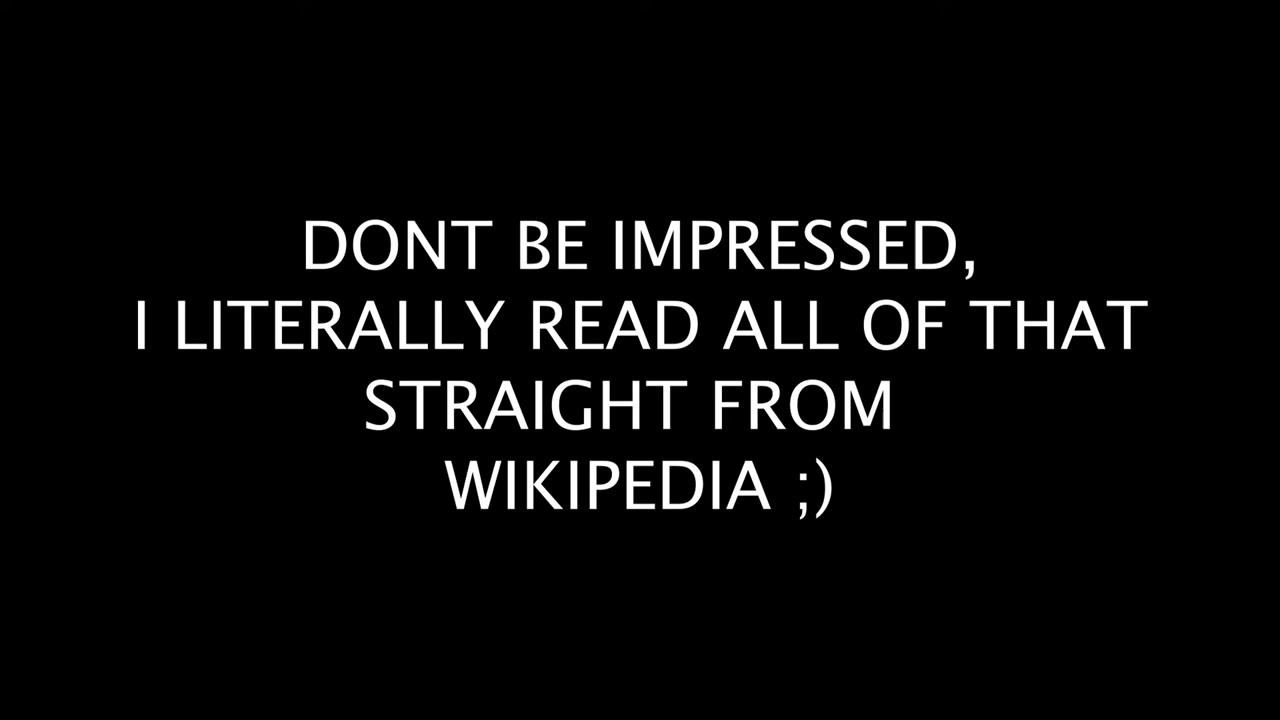 DONT BE IMPRESSED,
I LITERALLY READ ALL OF THAT
STRAIGHT FROM
WIKIPEDIA ;)